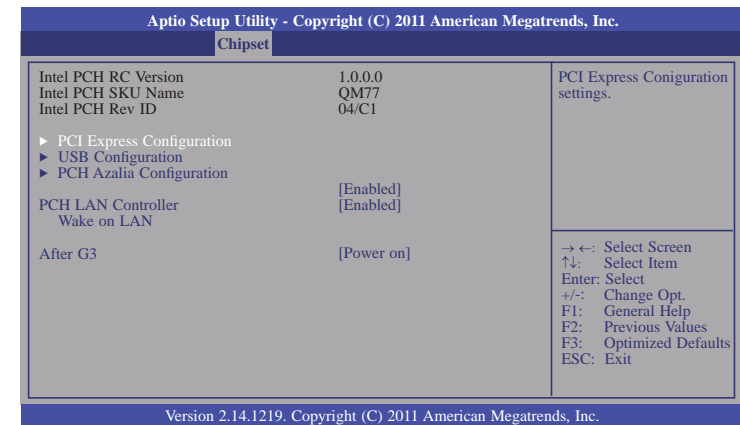 Aptio Setup Utility - Copyright (C) 2011 American Megatrends, Inc.
Chipset
Intel PCH RC Version 1.0.0.0
Intel PCH SKU Name QM77
Intel PCH Rev ID 04/C1
► PCI Express Configuration
► USB Configuration
► PCH Azalia Configuration
[Enabled]
PCH LAN Controller [Enabled]
Wake on LAN
After G3 [Power on]
PCI Express Coniguration
settings.
→ ←: Select Screen
↑↓: Select Item
Enter: Select
+/-: Change Opt.
F1: General Help
F2: Previous Values
F3: Optimized Defaults
ESC: Exit
Version 2.14.1219. Copyright (C) 2011 American Megatrends, Inc.